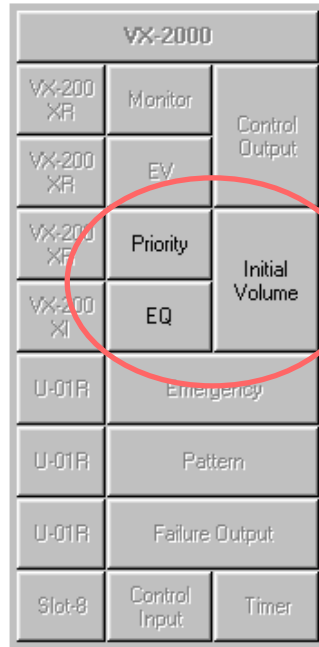 VX-2000
VX-200
XR
Monitor
Control
Output
VX-200
XR
EV
VX-200
XR
Priority
Initial
Volume
VX-200
XI
EQ
U-01R
Emergency
U-01R
Pattern
U-01R
Failure Output
Slot-8
Control
Input
Timer